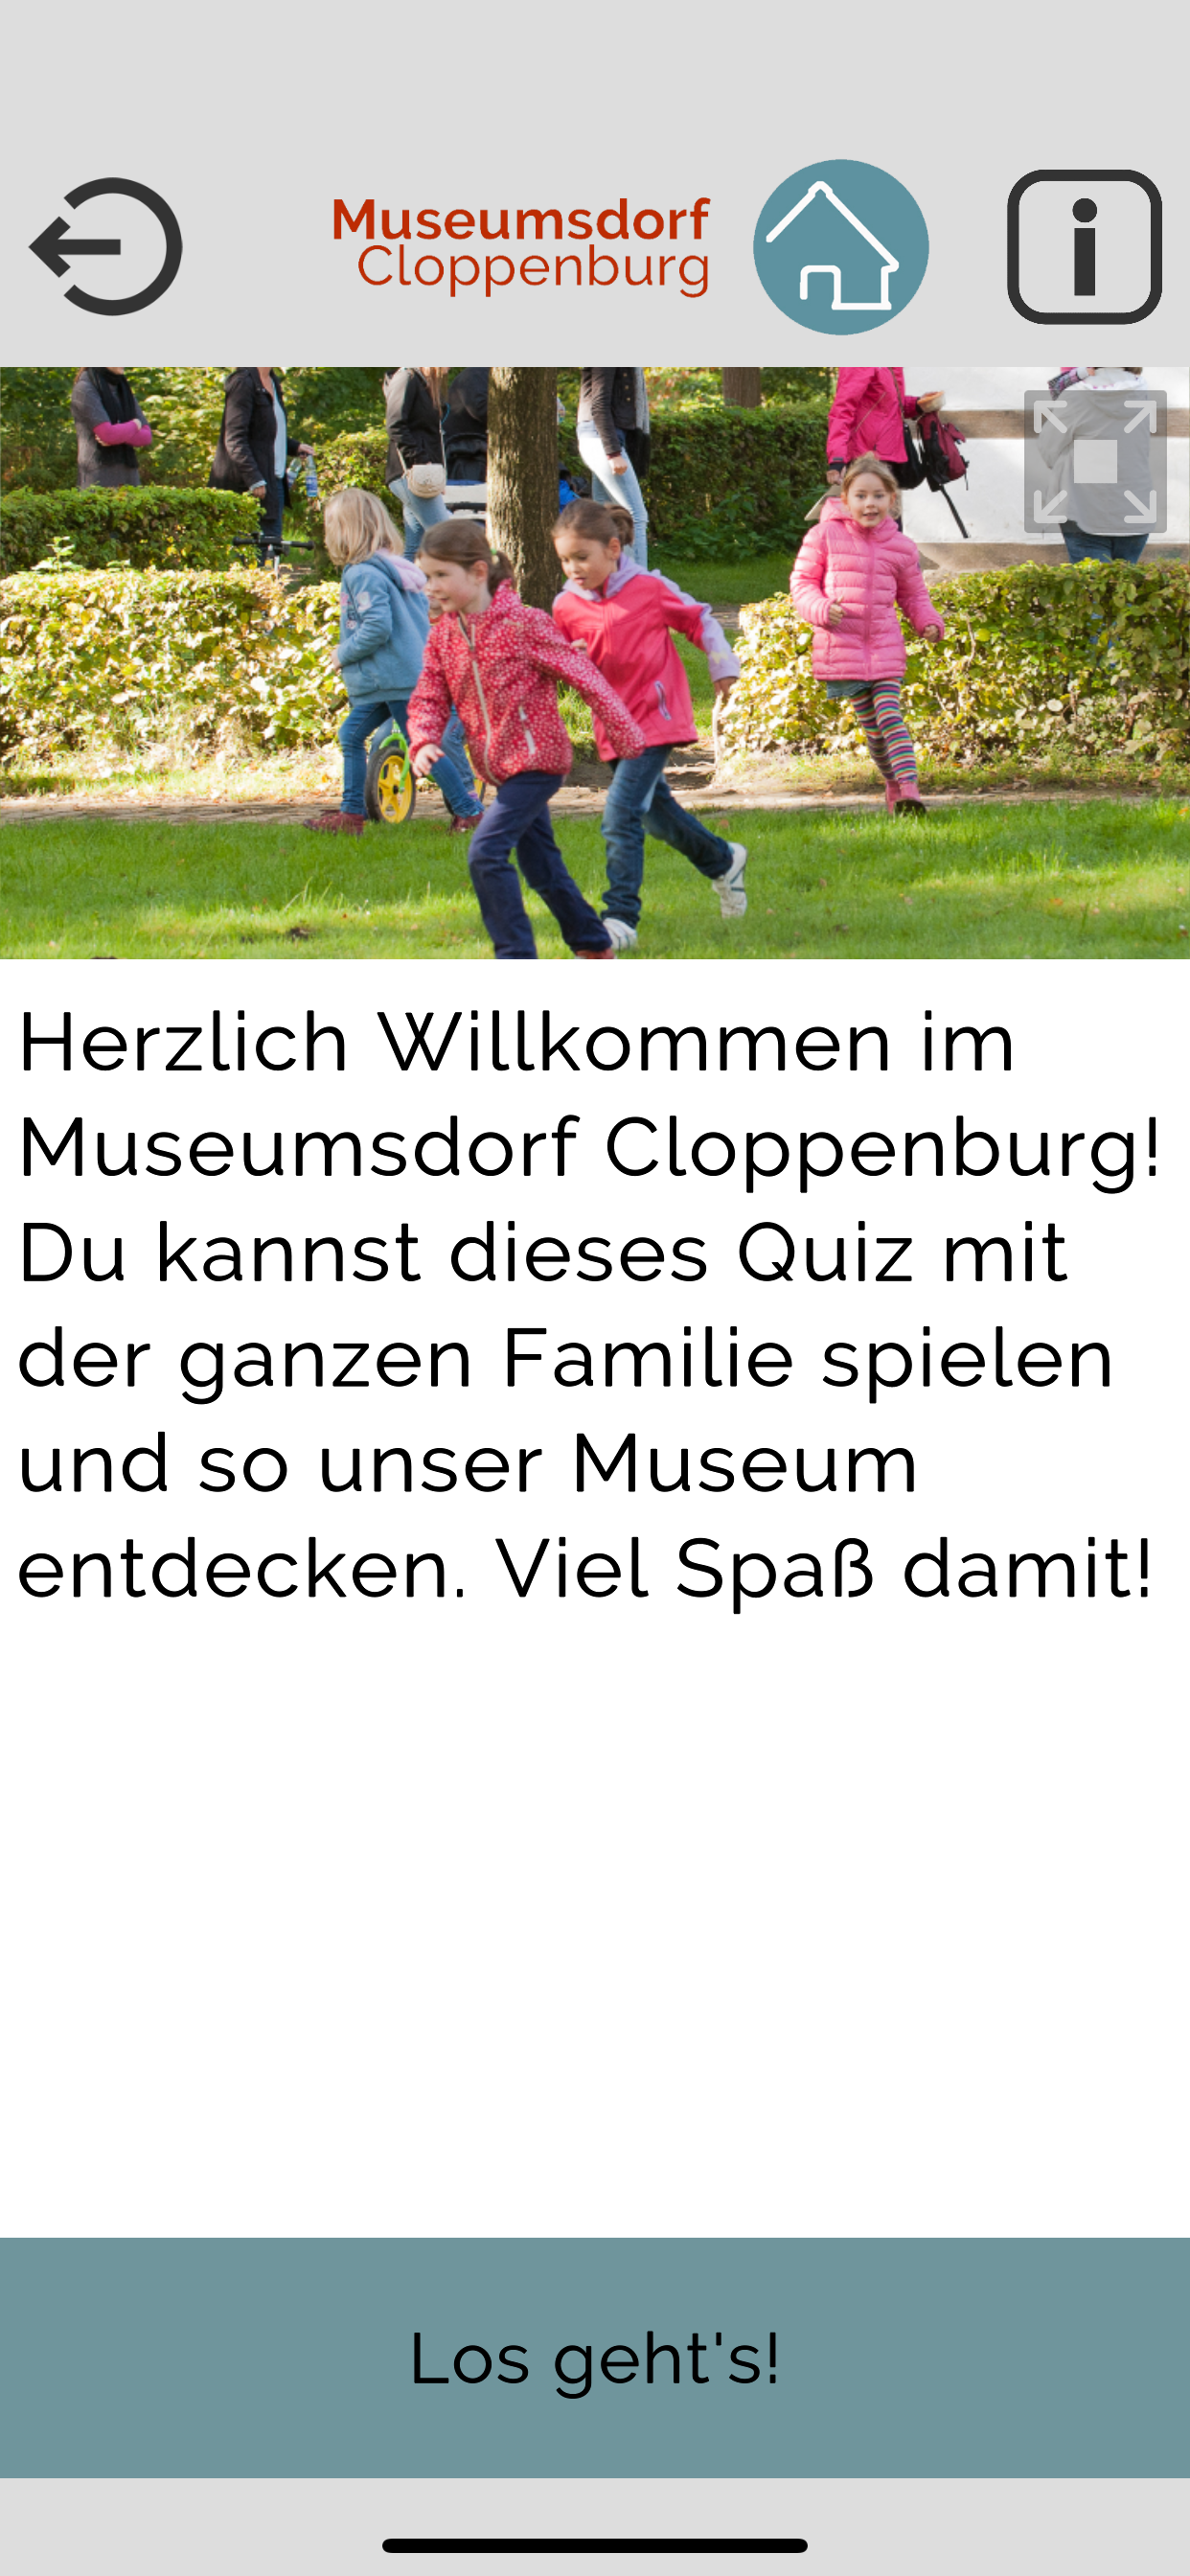 Museumsdorf
Cloppenburg
Herzlich Willkommen im
Museumsdorf Cloppenburg!
Du kannst dieses Quiz mit
der ganzen Familie spielen
und so unser Museum
entdecken. Viel Spaß damit!
Los geht's!